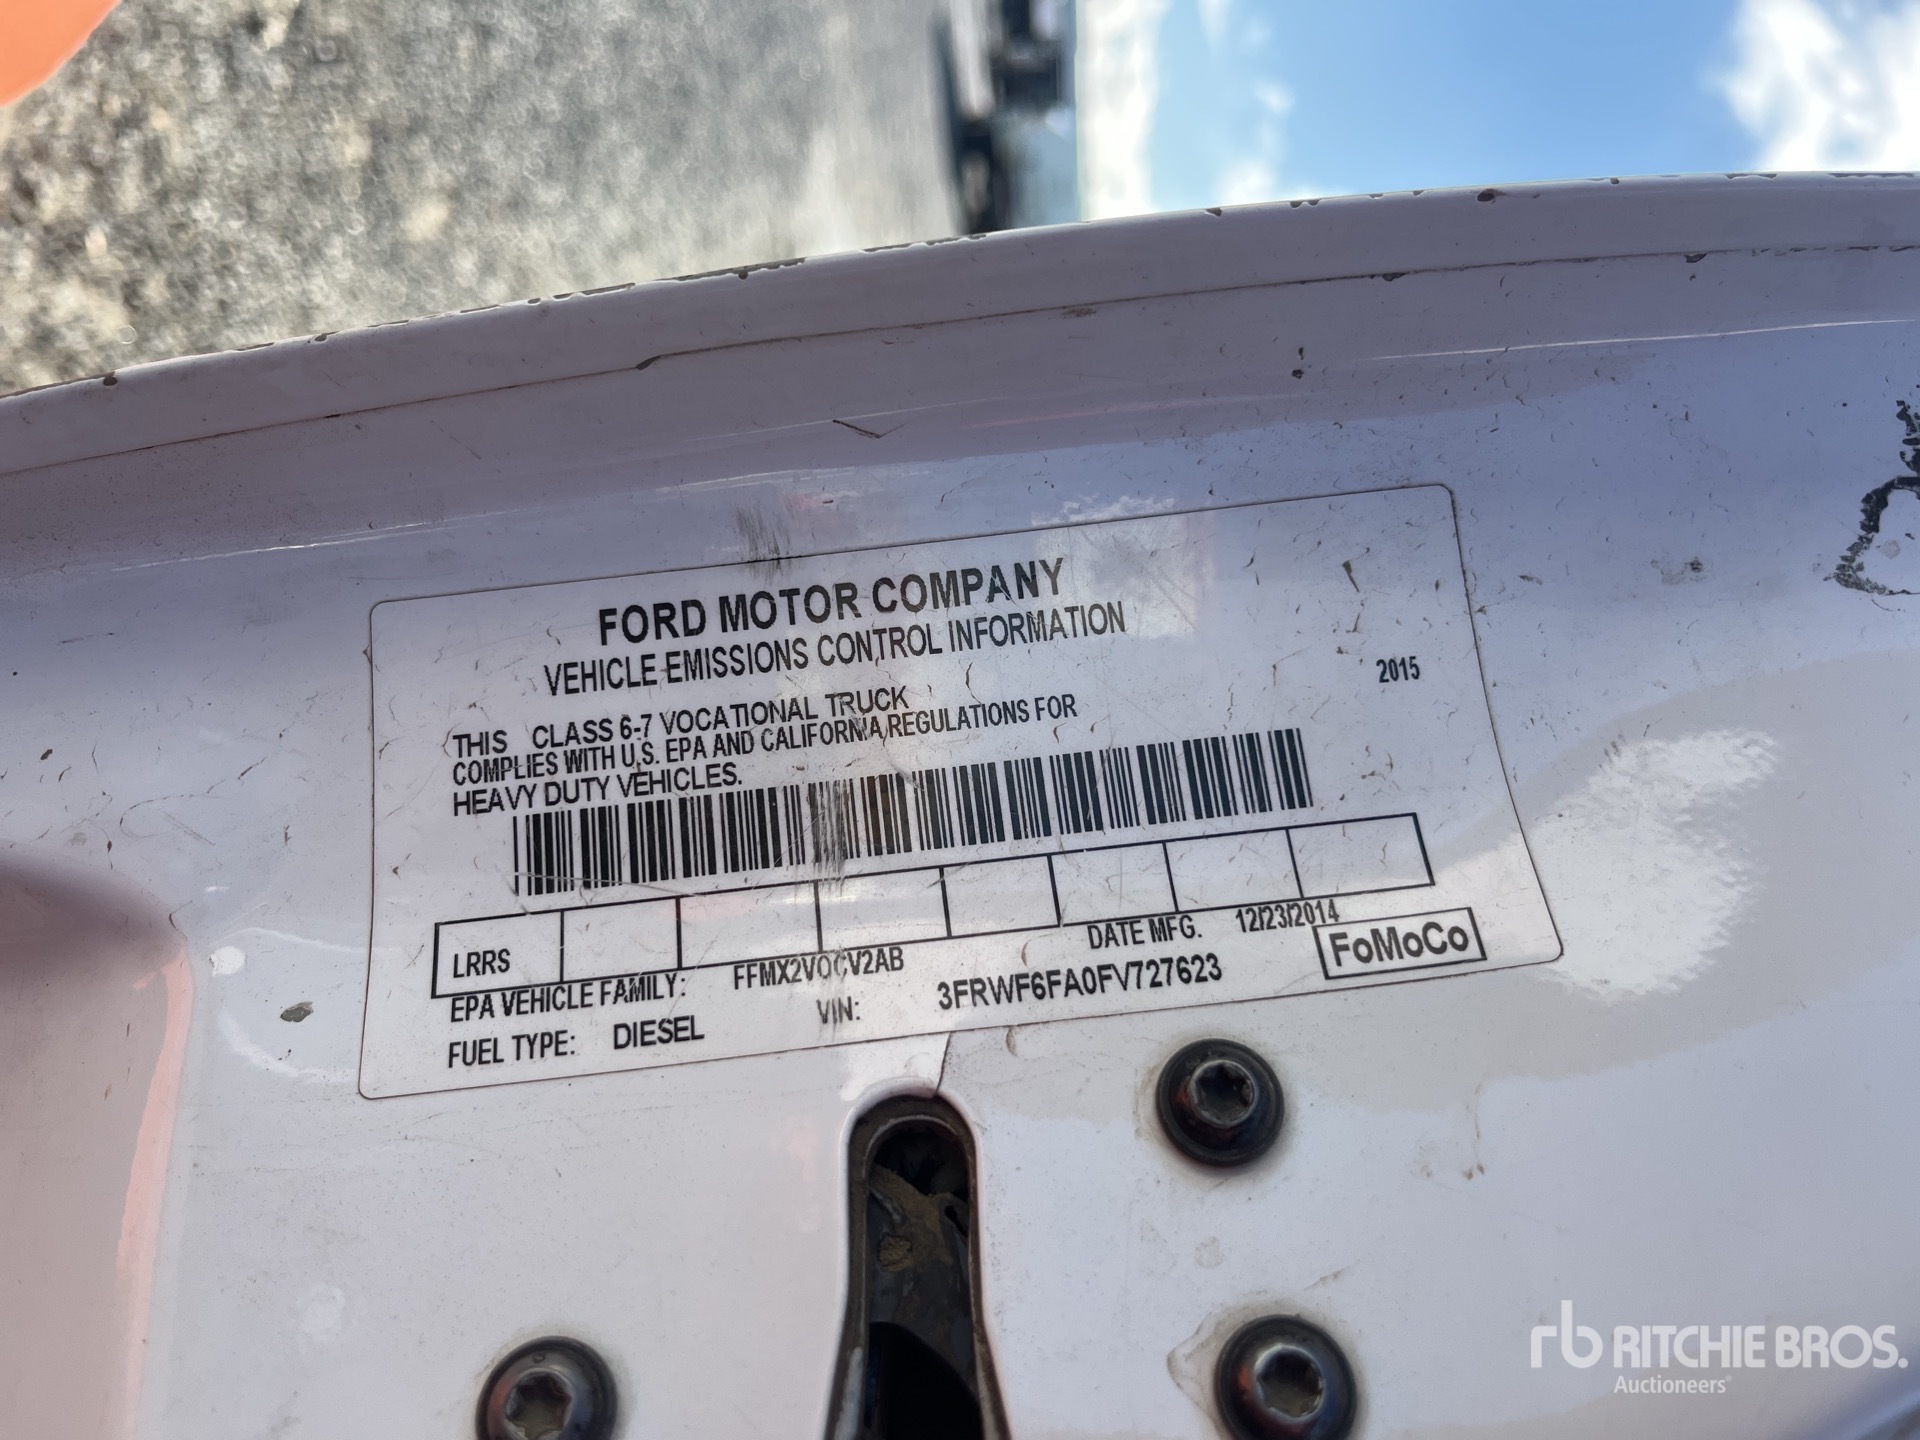 FORD MOTOR COMPANY
VEHICLE EMISSIONS CONTROL INFORMATION
2015
THIS CLASS 6-7 VOCATIONAL TRUCK
COMPLIES WITH U.S. EPA AND CALIFORNIA REGULATIONS FOR
HEAVY DUTY VEHICLES.
LRRS
EPA VEHICLE FAMILY: FFMX2VOCV2AB DATE MFG. 12/23/2014
FUEL TYPE: DIESEL VIN: 3FRWF6FA0FV727623 FoMoCo
rb RITCHIE BROS.
Auctioneers